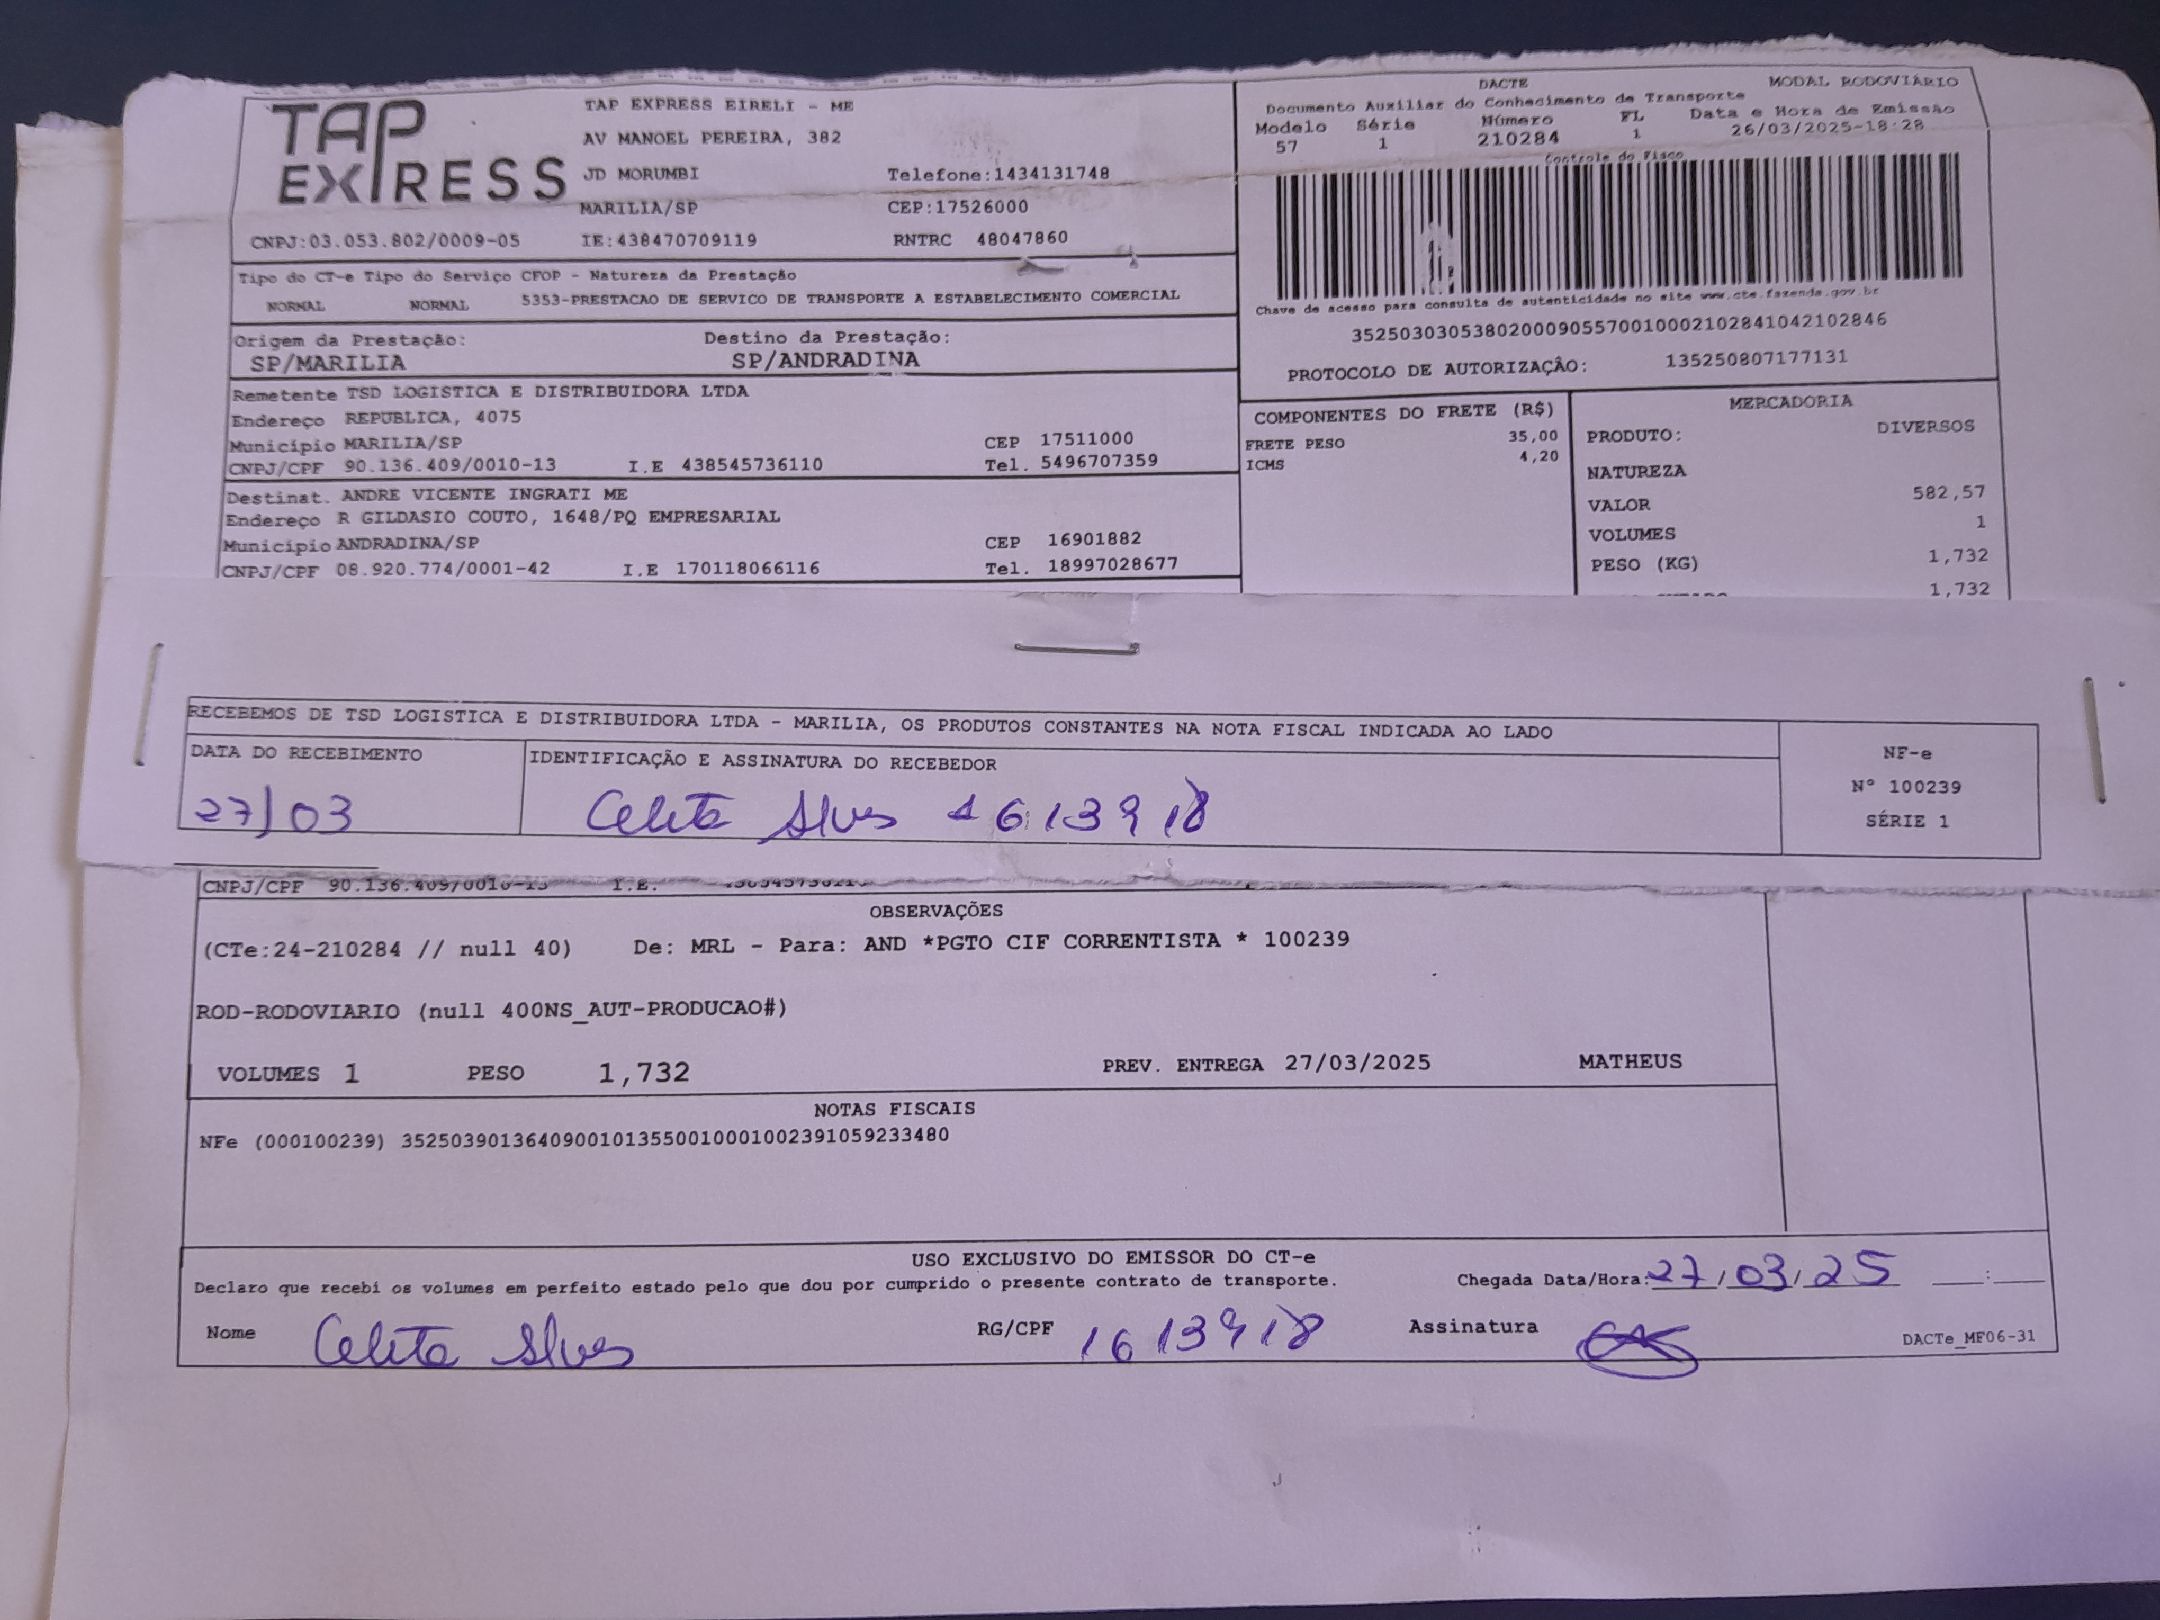 TAP EXPRESS
TAP EXPRESS EIRELI - ME
AV MANOEL PEREIRA, 382
JD MORUMBI Telefone:1434131748
MARILIA/SP CEP:17526000
CNPJ:03.053.802/0009-05 IE:438470709119 RNTRC 48047860
DACTE MODAL RODOVIÁRIO
Documento Auxiliar do Conhecimento de Transporte
Modelo Série Número FL Data e Hora de Emissão
57 1 210284 1 26/03/2025-18:28
Controle do Fisco
Chave de acesso para consulta de autenticidade no site www.cte.fazenda.gov.br
35250303053802000905570010002102841042102846
PROTOCOLO DE AUTORIZAÇÂO: 135250807177131
Tipo do CT-e Tipo do Serviço CFOP - Natureza da Prestação
NORMAL NORMAL 5353-PRESTACAO DE SERVICO DE TRANSPORTE A ESTABELECIMENTO COMERCIAL
Origem da Prestação: Destino da Prestação:
SP/MARILIA SP/ANDRADINA
Remetente TSD LOGISTICA E DISTRIBUIDORA LTDA
Endereço REPUBLICA, 4075
Município MARILIA/SP CEP 17511000
CNPJ/CPF 90.136.409/0010-13 I.E 438545736110 Tel. 5496707359
Destinat. ANDRE VICENTE INGRATI ME
Endereço R GILDASIO COUTO, 1648/PQ EMPRESARIAL
Município ANDRADINA/SP CEP 16901882
CNPJ/CPF 08.920.774/0001-42 I.E 170118066116 Tel. 18997028677
COMPONENTES DO FRETE (R$)
FRETE PESO 35,00
ICMS 4,20
MERCADORIA
PRODUTO: DIVERSOS
NATUREZA
VALOR 582,57
VOLUMES 1
PESO (KG) 1,732
1,732
RECEBEMOS DE TSD LOGISTICA E DISTRIBUIDORA LTDA - MARILIA, OS PRODUTOS CONSTANTES NA NOTA FISCAL INDICADA AO LADO
DATA DO RECEBIMENTO IDENTIFICAÇÃO E ASSINATURA DO RECEBEDOR
27/03 Celita Alves 1613918
NF-e
Nº 100239
SÉRIE 1
CNPJ/CPF 90.136.409/0010-13 I.E.
OBSERVAÇÕES
(CTe:24-210284 // null 40) De: MRL - Para: AND *PGTO CIF CORRENTISTA * 100239
ROD-RODOVIARIO (null 400NS_AUT-PRODUCAO#)
VOLUMES 1 PESO 1,732 PREV. ENTREGA 27/03/2025 MATHEUS
NOTAS FISCAIS
NFe (000100239) 35250390136409001013550010001002391059233480
USO EXCLUSIVO DO EMISSOR DO CT-e
Declaro que recebi os volumes em perfeito estado pelo que dou por cumprido o presente contrato de transporte. Chegada Data/Hora: 27/03/25 __:__
Nome Celita Alves RG/CPF 1613918 Assinatura
DACTe_MF06-31